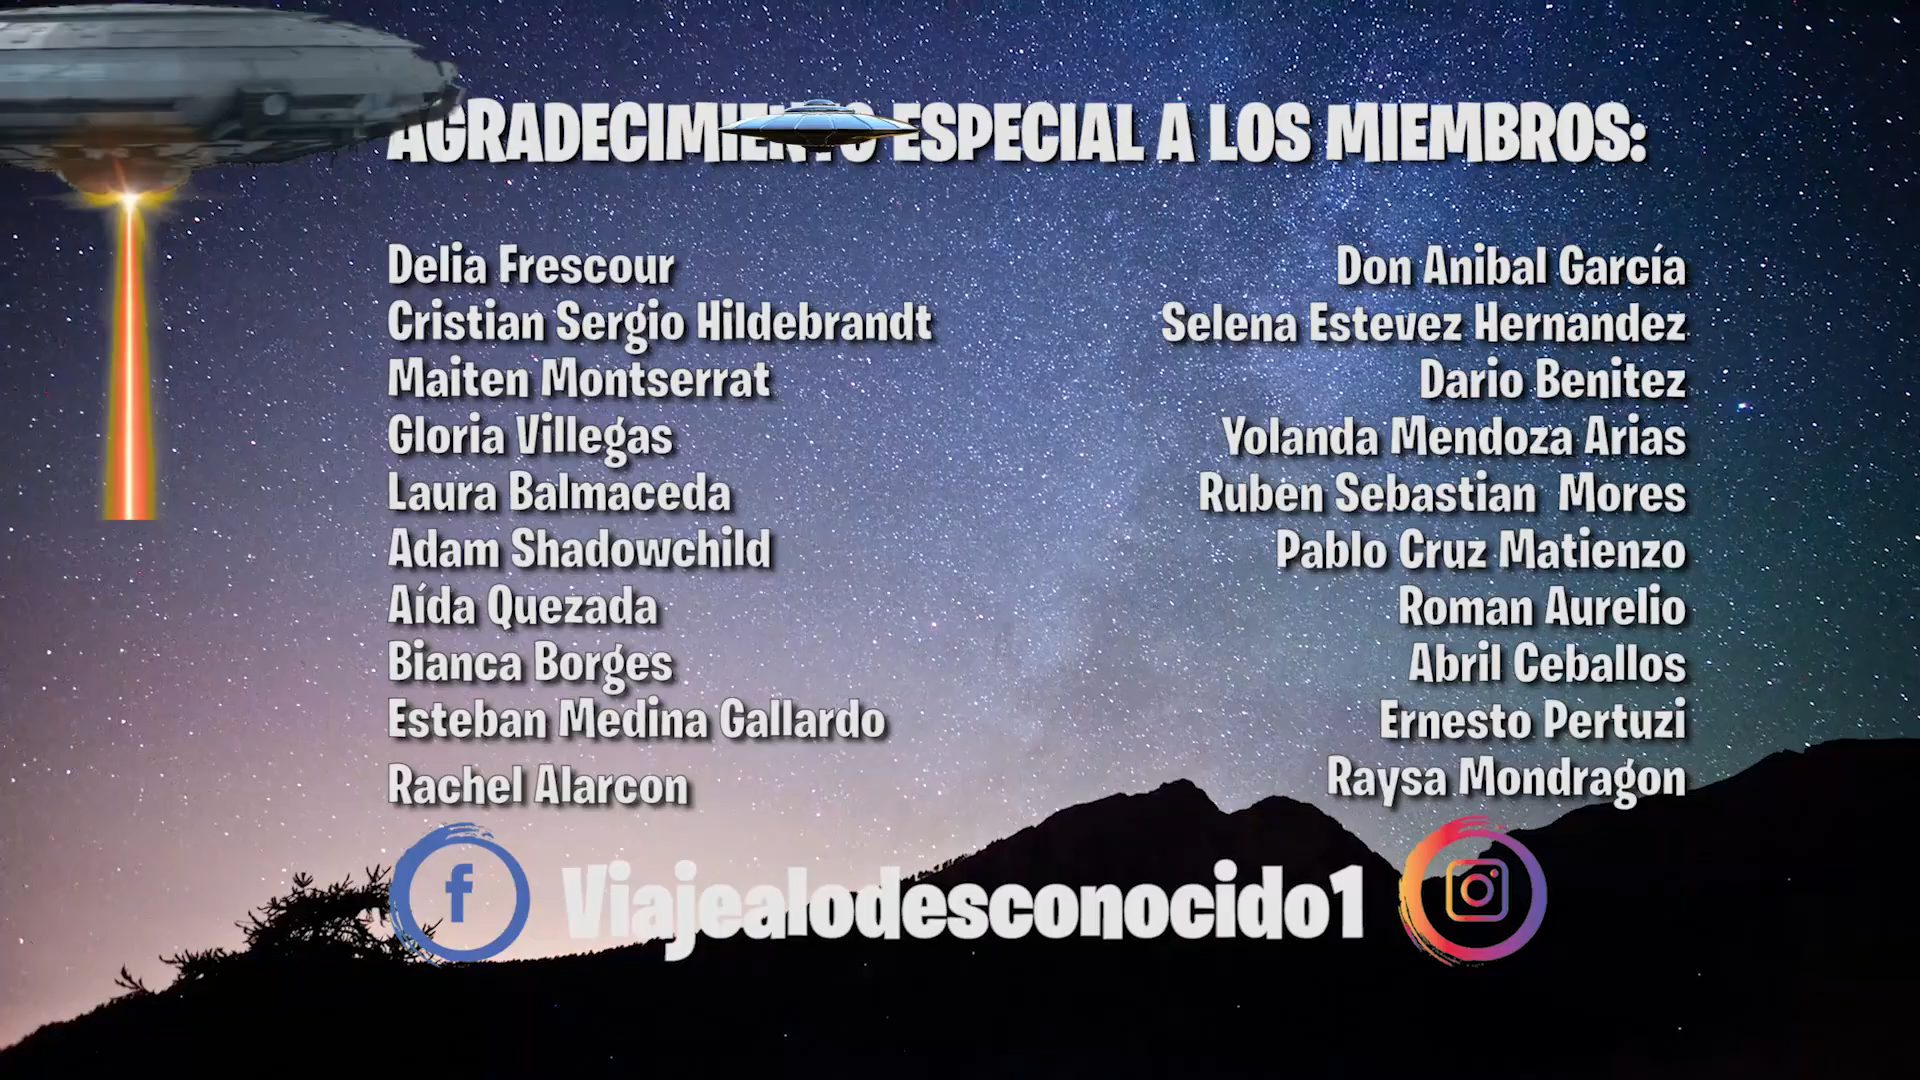 AGRADECIMIENTO ESPECIAL A LOS MIEMBROS:
Delia Frescour
Cristian Sergio Hildebrandt
Maiten Montserrat
Gloria Villegas
Laura Balmaceda
Adam Shadowchild
Aída Quezada
Bianca Borges
Esteban Medina Gallardo
Rachel Alarcon
Don Anibal García
Selena Estevez Hernandez
Dario Benitez
Yolanda Mendoza Arias
Ruben Sebastian  Mores
Pablo Cruz Matienzo
Roman Aurelio
Abril Ceballos
Ernesto Pertuzi
Raysa Mondragon
Viajealodesconocido1